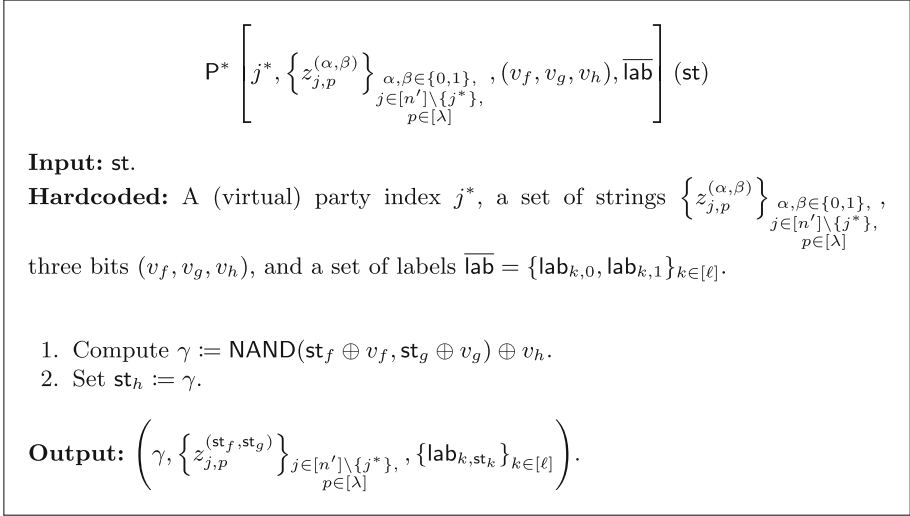 P* [ j*, { z_{j,p}^{(α,β)} }_{α,β∈{0,1}, j∈[n′]\{j*}, p∈[λ]} , (v_f, v_g, v_h), \overline{lab} ] (st)
Input: st.
Hardcoded: A (virtual) party index j*, a set of strings { z_{j,p}^{(α,β)} }_{α,β∈{0,1}, j∈[n′]\{j*}, p∈[λ]} ,
three bits (v_f, v_g, v_h), and a set of labels \overline{lab} = {lab_{k,0}, lab_{k,1}}_{k∈[ℓ]}.
1. Compute γ := NAND(st_f ⊕ v_f, st_g ⊕ v_g) ⊕ v_h.
2. Set st_h := γ.
Output: ( γ, { z_{j,p}^{(st_f,st_g)} }_{j∈[n′]\{j*}, p∈[λ]} , {lab_{k,st_k}}_{k∈[ℓ]} ).